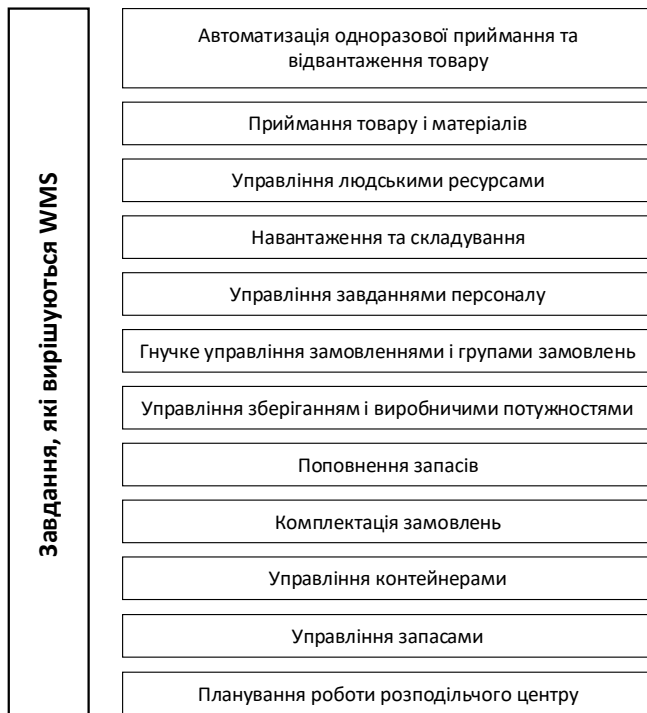 Завдання, які вирішуються WMS
Автоматизація одноразової приймання та
відвантаження товару
Приймання товару і матеріалів
Управління людськими ресурсами
Навантаження та складування
Управління завданнями персоналу
Гнучке управління замовленнями і групами замовлень
Управління зберіганням і виробничими потужностями
Поповнення запасів
Комплектація замовлень
Управління контейнерами
Управління запасами
Планування роботи розподільчого центру